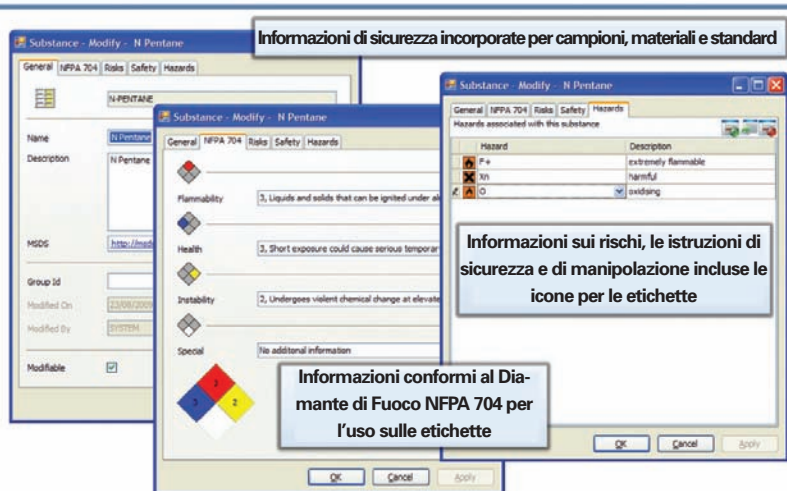 Informazioni di sicurezza incorporate per campioni, materiali e standard
Substance - Modify - N Pentane
General NFPA 704 Risks Safety Hazards
N-PENTANE
Name N Pentane
Description N Pentane
MSDS
Group Id
Modified On
Modified By SYSTEM
Modifiable
Substance - Modify - N Pentane
General NFPA 704 Risks Safety Hazards
Flammability 3, Liquids and solids that can be ignited under
Health 3, Short exposure could cause serious temporar
Instability 2, Undergoes violent chemical change at elevate
Special No additonal information
3
3 2
Informazioni conformi al Dia-
mante di Fuoco NFPA 704 per
l'uso sulle etichette
OK Cancel Apply
Substance - Modify - N Pentane
General NFPA 704 Risks Safety Hazards
Hazards associated with this substance
Hazard Description
F+ extremely flammable
Xn harmful
O oxidising
Informazioni sui rischi, le istruzioni di
sicurezza e di manipolazione incluse le
icone per le etichette
OK Cancel Apply